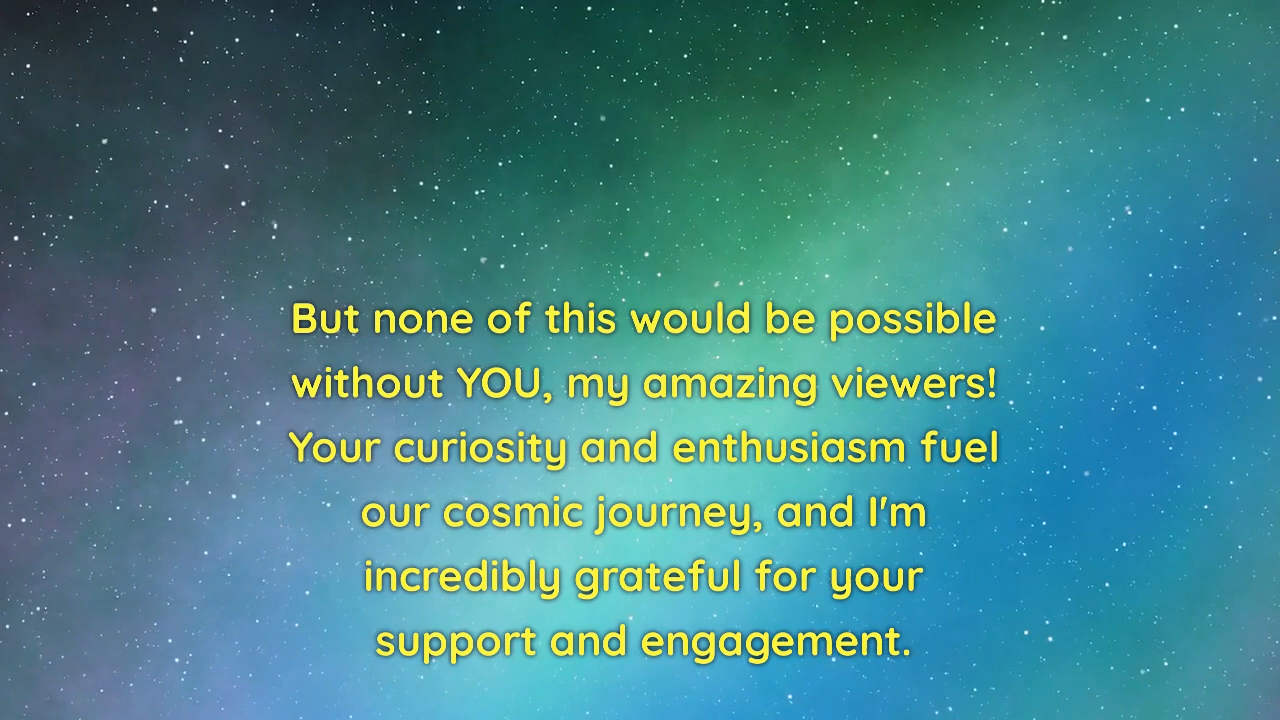 But none of this would be possible
without YOU, my amazing viewers!
Your curiosity and enthusiasm fuel
our cosmic journey, and I'm
incredibly grateful for your
support and engagement.